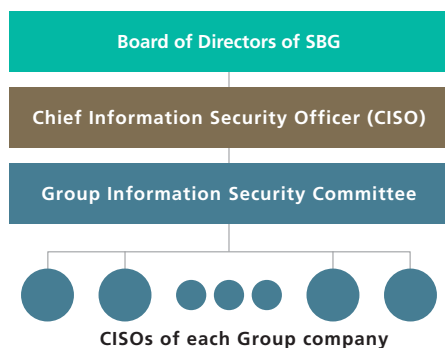 Board of Directors of SBG
Chief Information Security Officer (CISO)
Group Information Security Committee
CISOs of each Group company